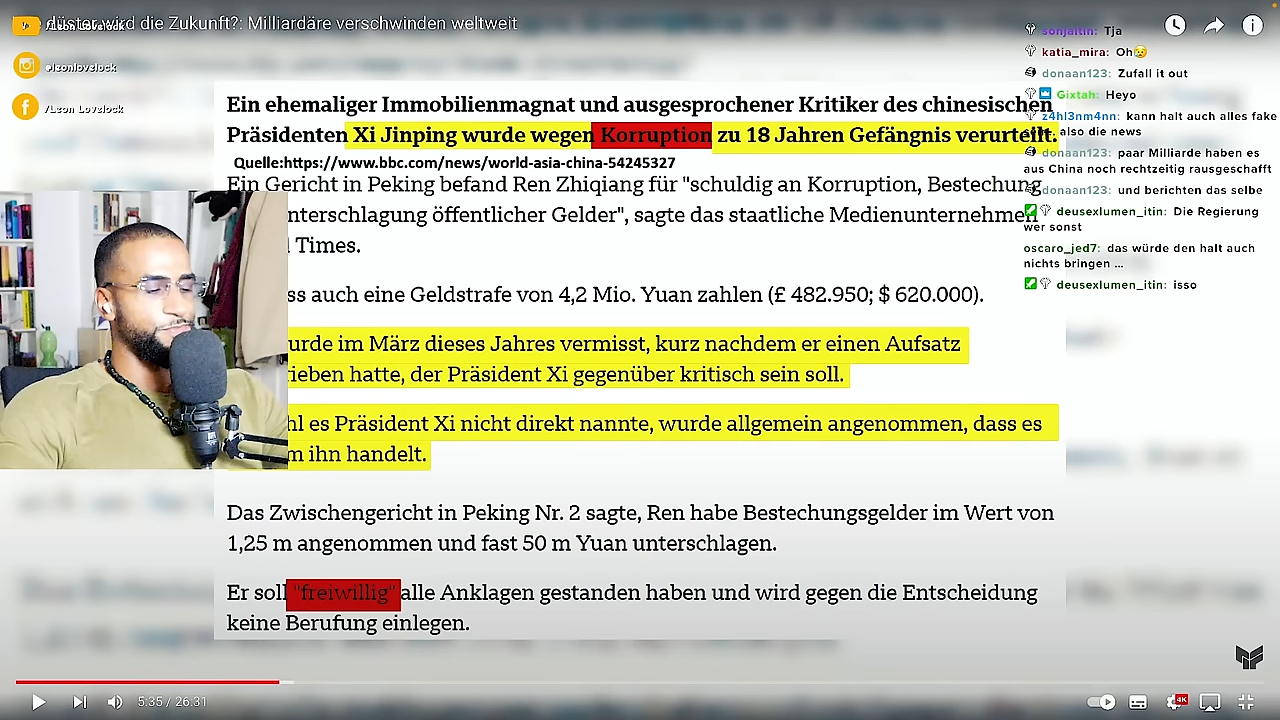 düster wird die Zukunft?: Milliardäre verschwinden weltweit
/Leon Lovelock
@leonlovelock
/Leon Lovelock
Ein ehemaliger Immobilienmagnat und ausgesprochener Kritiker des chinesischen
Präsidenten Xi Jinping wurde wegen Korruption zu 18 Jahren Gefängnis verurteilt.
Quelle:https://www.bbc.com/news/world-asia-china-54245327
Ein Gericht in Peking befand Ren Zhiqiang für "schuldig an Korruption, Bestechung
nterschlagung öffentlicher Gelder", sagte das staatliche Medienunternehmen
Times.
ss auch eine Geldstrafe von 4,2 Mio. Yuan zahlen (£ 482.950; $ 620.000).
urde im März dieses Jahres vermisst, kurz nachdem er einen Aufsatz
ieben hatte, der Präsident Xi gegenüber kritisch sein soll.
hl es Präsident Xi nicht direkt nannte, wurde allgemein angenommen, dass es
m ihn handelt.
Das Zwischengericht in Peking Nr. 2 sagte, Ren habe Bestechungsgelder im Wert von
1,25 m angenommen und fast 50 m Yuan unterschlagen.
Er soll "freiwillig" alle Anklagen gestanden haben und wird gegen die Entscheidung
keine Berufung einlegen.
sonjaitin: Tja
katia_mira: Oh😥
donaan123: Zufall it out
Gixtah: Heyo
z4hl3nm4nn: kann halt auch alles fake
also die news
donaan123: paar Milliarde haben es
aus China noch rechtzeitig rausgeschafft
donaan123: und berichten das selbe
deusexlumen_itin: Die Regierung
wer sonst
oscaro_jed7: das würde den halt auch
nichts bringen ...
deusexlumen_itin: isso
5:35 / 26:31
4K